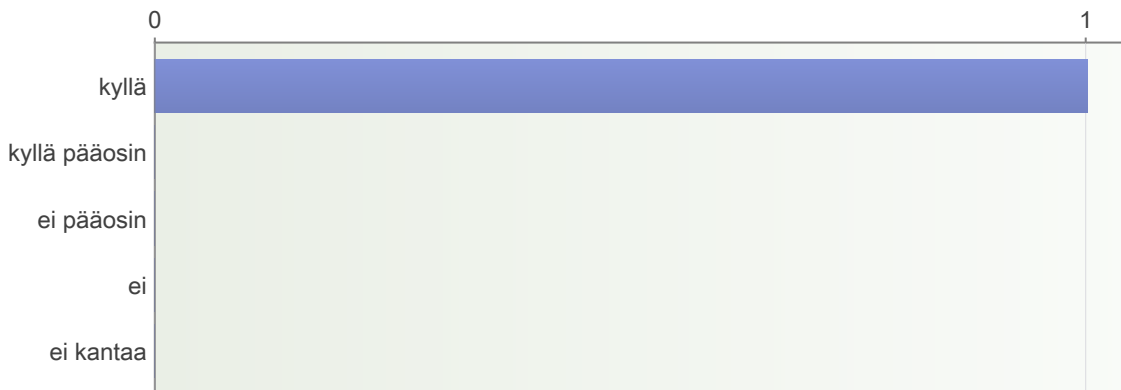 0 1
kyllä
kyllä pääosin
ei pääosin
ei
ei kantaa